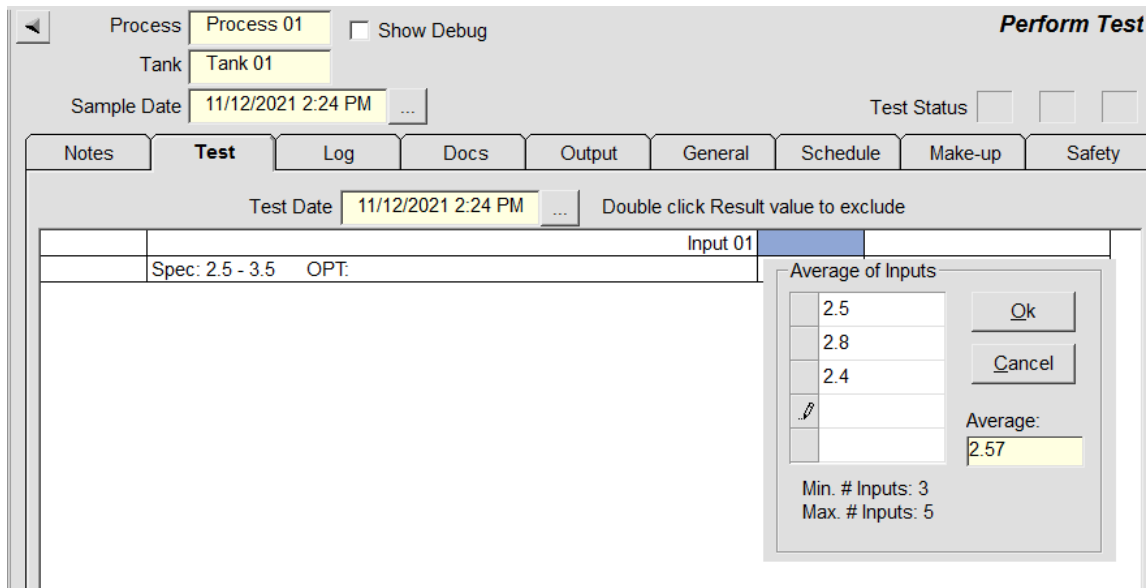 Process Process 01 Show Debug Perform Test
Tank Tank 01
Sample Date 11/12/2021 2:24 PM ... Test Status
Notes Test Log Docs Output General Schedule Make-up Safety
Test Date 11/12/2021 2:24 PM ... Double click Result value to exclude
Input 01
Spec: 2.5 - 3.5 OPT:
Average of Inputs
2.5
2.8
2.4
Ok
Cancel
Average:
2.57
Min. # Inputs: 3
Max. # Inputs: 5